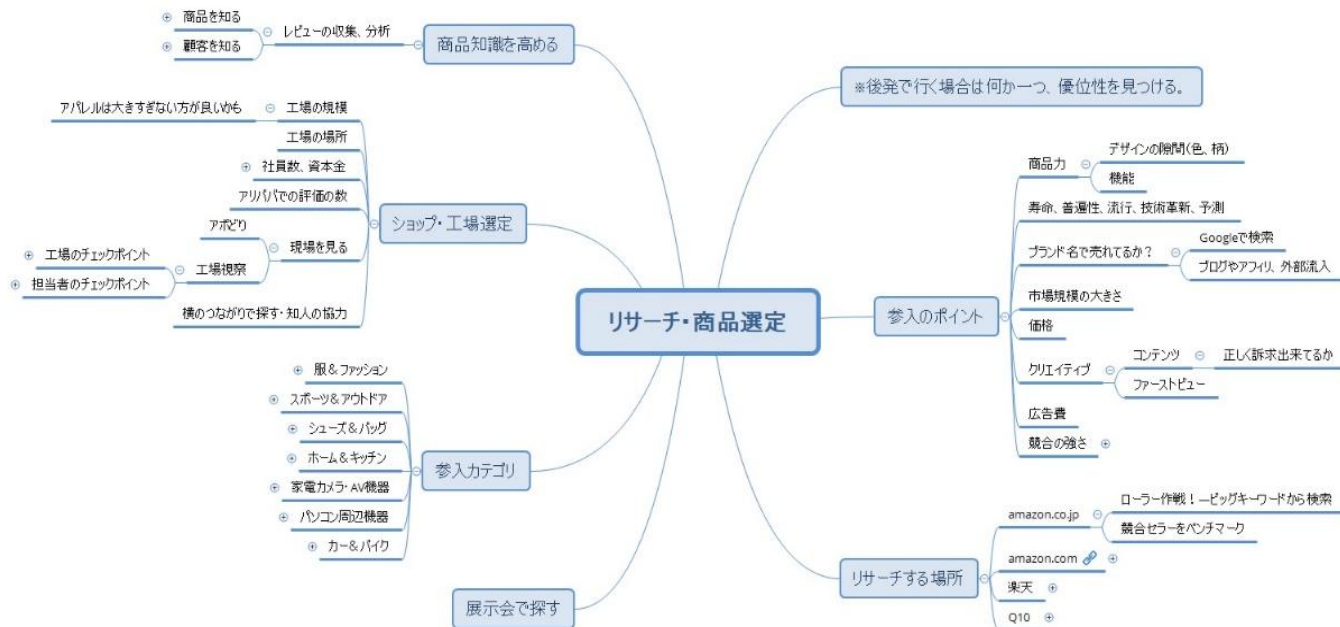 リサーチ・商品選定
商品知識を高める
レビューの収集、分析
商品を知る
顧客を知る
ショップ・工場選定
工場の規模
アパレルは大きすぎない方が良いかも
工場の場所
社員数、資本金
アリババでの評価の数
現場を見る
アポどり
工場視察
工場のチェックポイント
担当者のチェックポイント
横のつながりで探す・知人の協力
参入カテゴリ
服&ファッション
スポーツ&アウトドア
シューズ&バッグ
ホーム&キッチン
家電カメラ・AV機器
パソコン周辺機器
カー&バイク
展示会で探す
※後発で行く場合は何か一つ、優位性を見つける。
参入のポイント
商品力
デザインの隙間(色、柄)
機能
寿命、普遍性、流行、技術革新、予測
ブランド名で売れてるか?
Googleで検索
ブログやアフィリ、外部流入
市場規模の大きさ
価格
クリエイティブ
コンテンツ
正しく訴求出来てるか
ファーストビュー
広告費
競合の強さ
リサーチする場所
amazon.co.jp
ローラー作戦!―ビッグキーワードから検索
競合セラーをベンチマーク
amazon.com
楽天
Q10